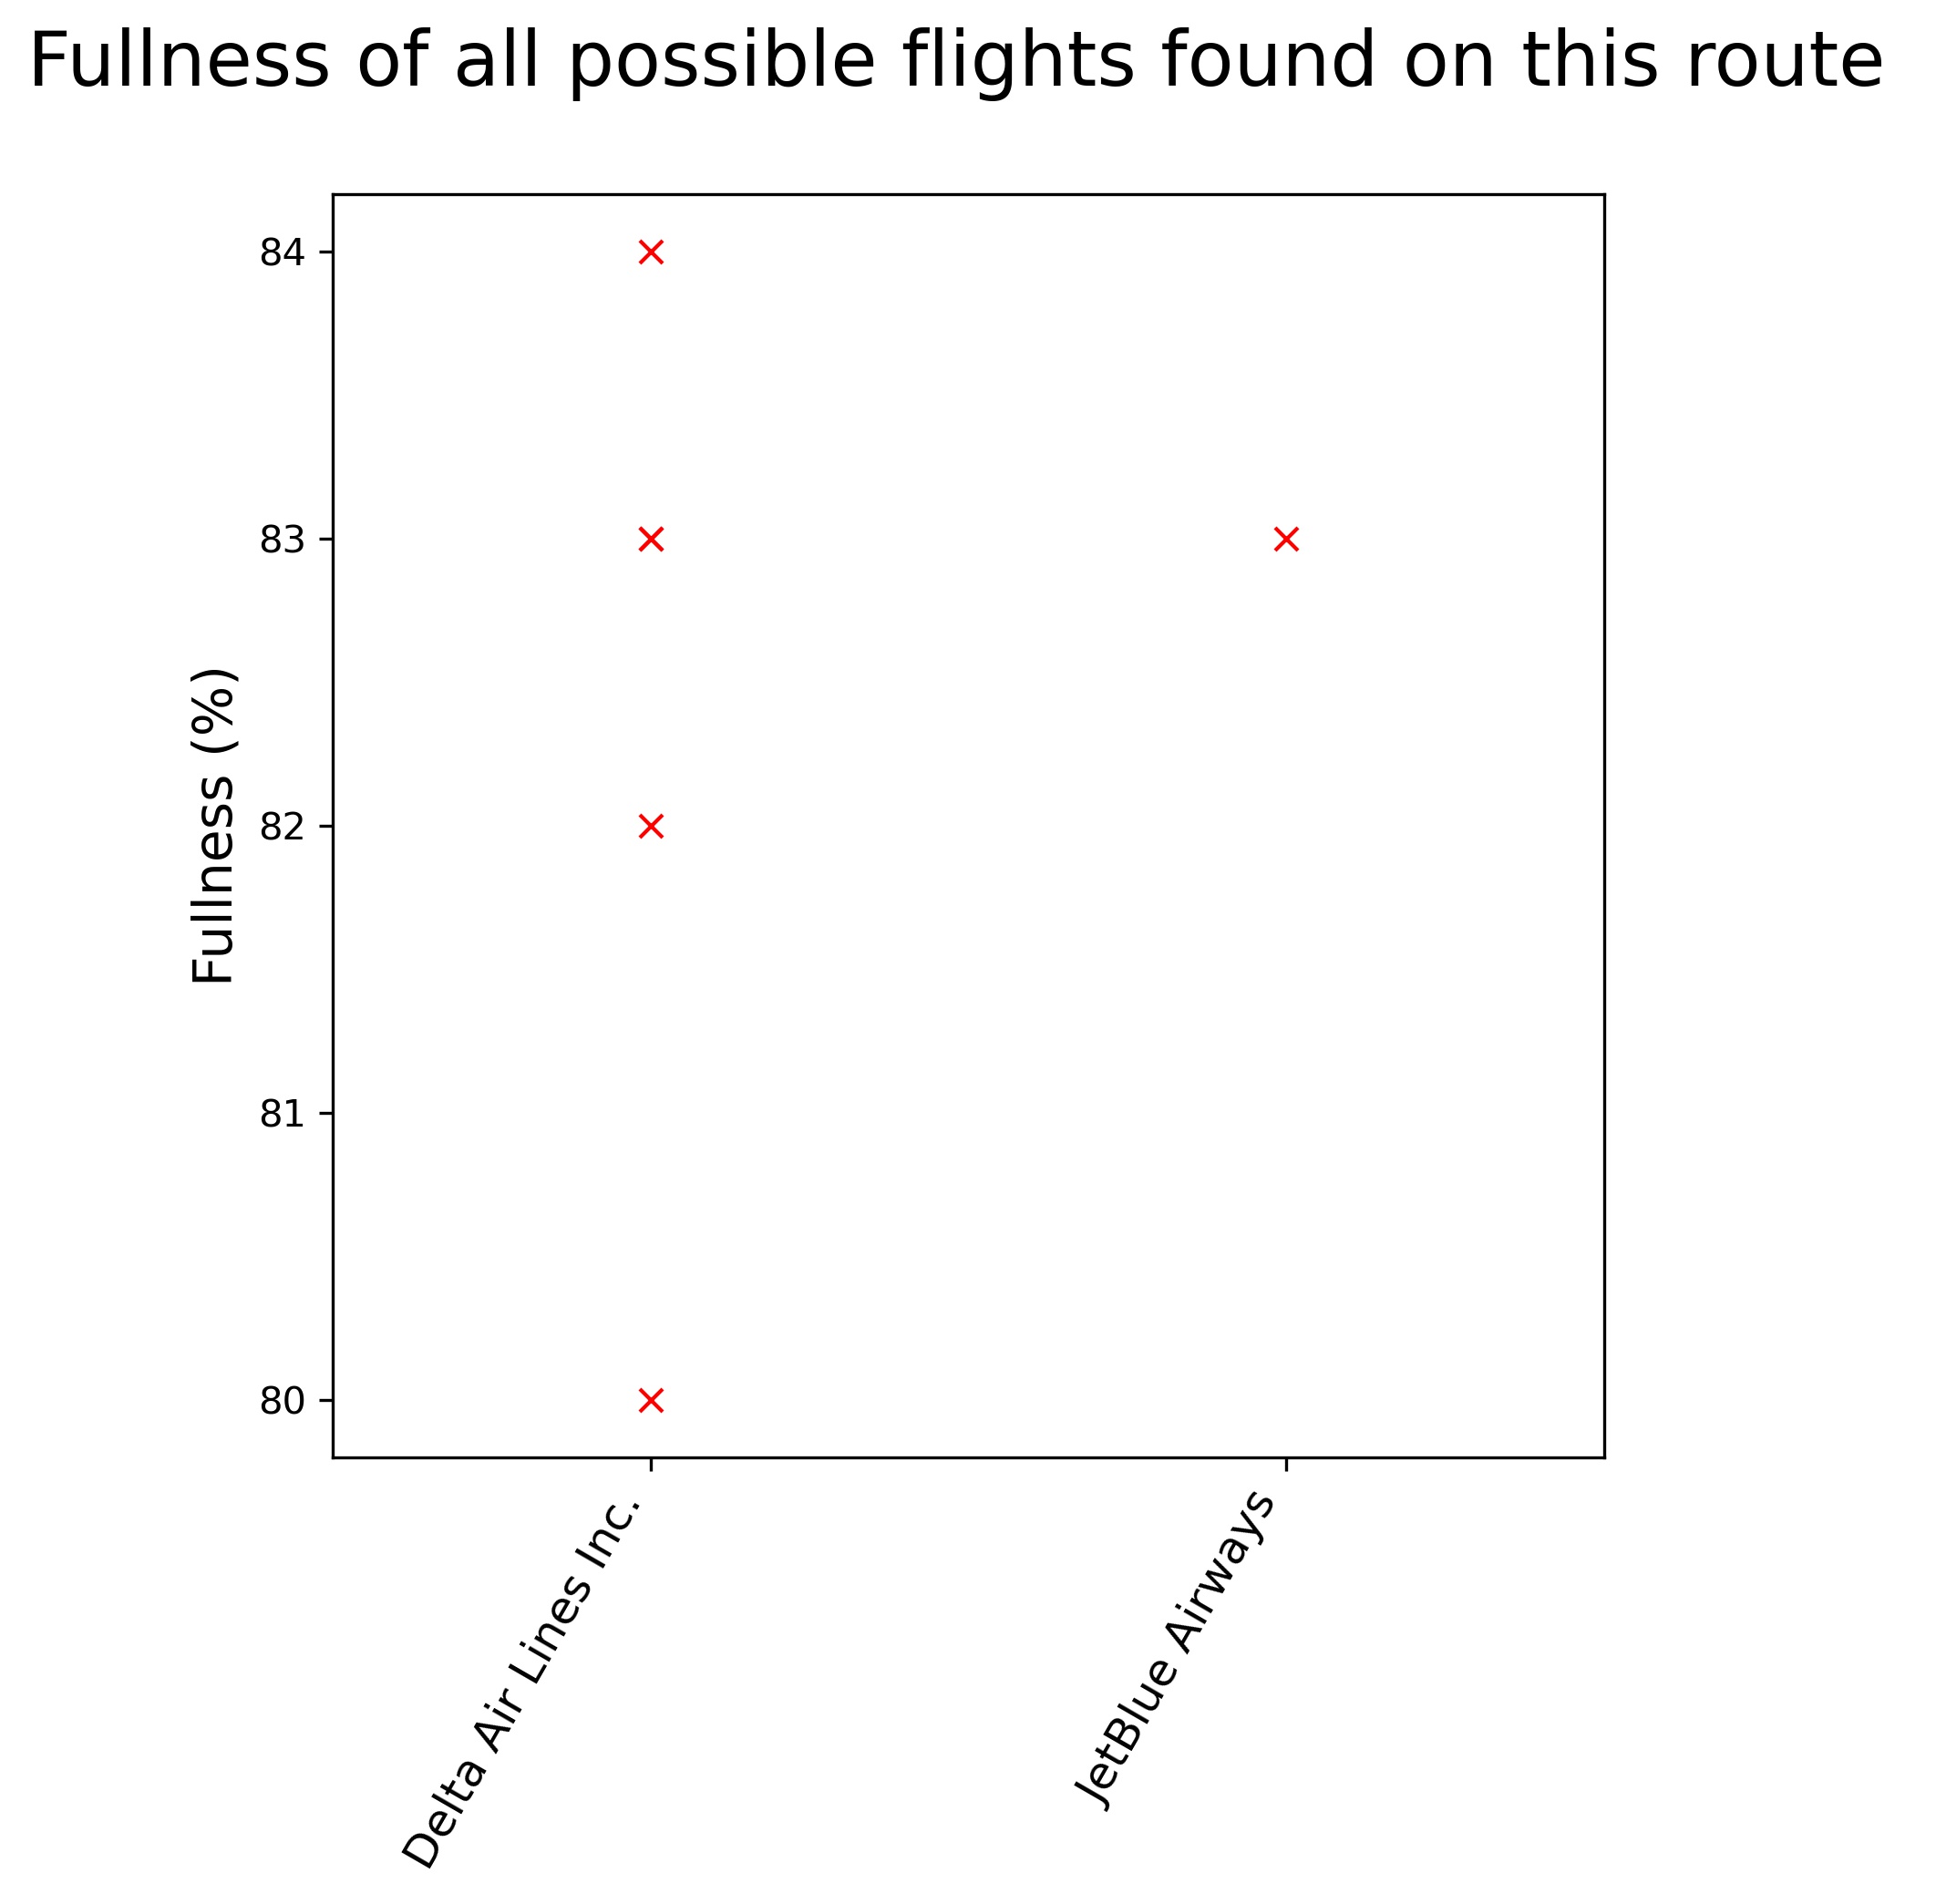 Fullness of all possible flights found on this route
Fullness (%)
84
83
82
81
80
Delta Air Lines Inc.
JetBlue Airways